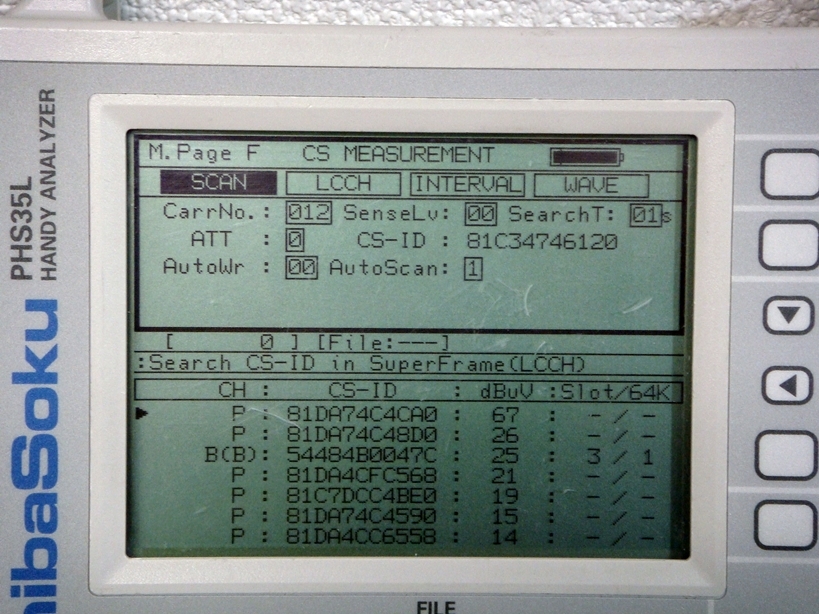 M.Page F CS MEASUREMENT
SCAN LCCH INTERVAL WAVE
CarrNo.: 012 SenseLv: 00 SearchT: 01s
ATT : 0 CS-ID : 81C34746120
AutoWr : 00 AutoScan: 1
[ 0 ] [File:---]
:Search CS-ID in SuperFrame(LCCH)
CH : CS-ID : dBuV :Slot/64K
P : 81DA74C4CA0 : 67 : - / -
P : 81DA74C48D0 : 26 : - / -
B(B): 54484B0047C : 25 : 3 / 1
P : 81DA4CFC568 : 21 : - / -
P : 81C7DCC4BE0 : 19 : - / -
P : 81DA74C4590 : 15 : - / -
P : 81DA4CC6558 : 14 : - / -
PHS35L
HANDY ANALYZER
hibaSoku
FILE